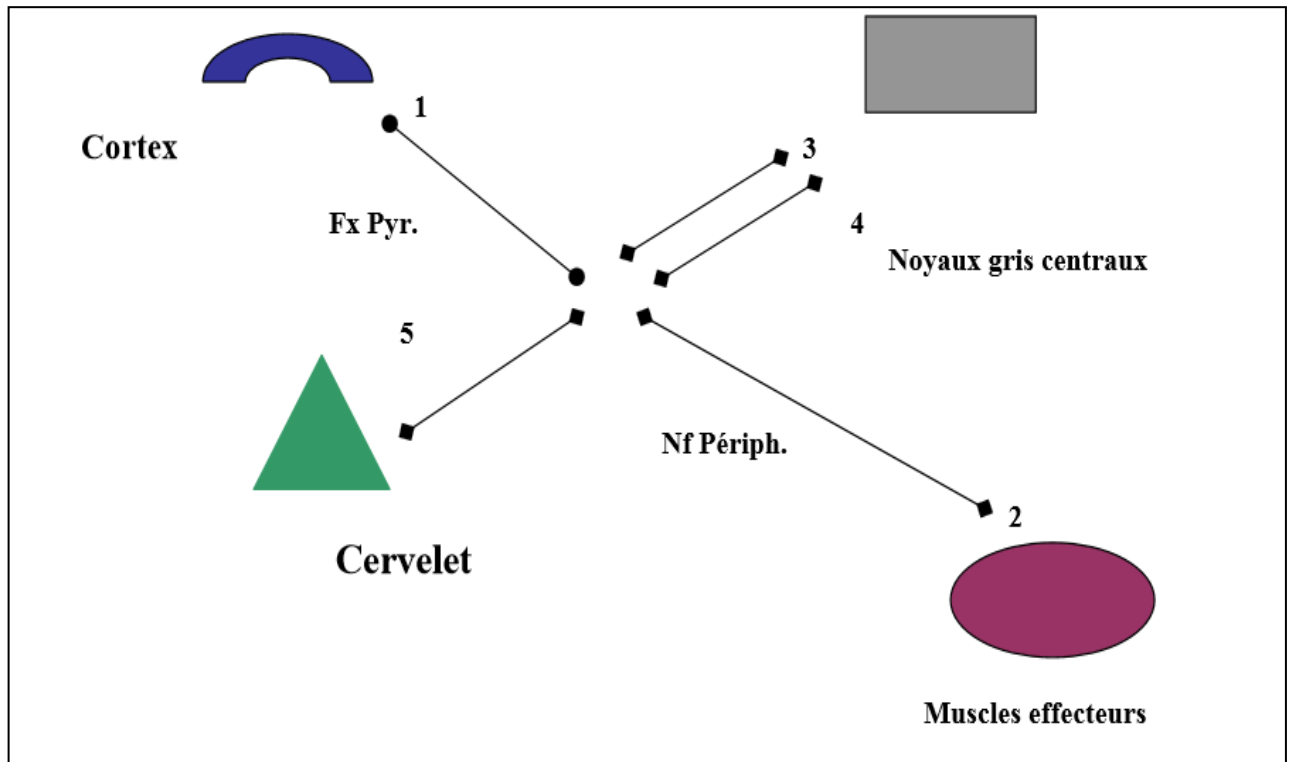 1
Cortex
3
Fx Pyr.
4
Noyaux gris centraux
5
Nf Périph.
2
Cervelet
Muscles effecteurs